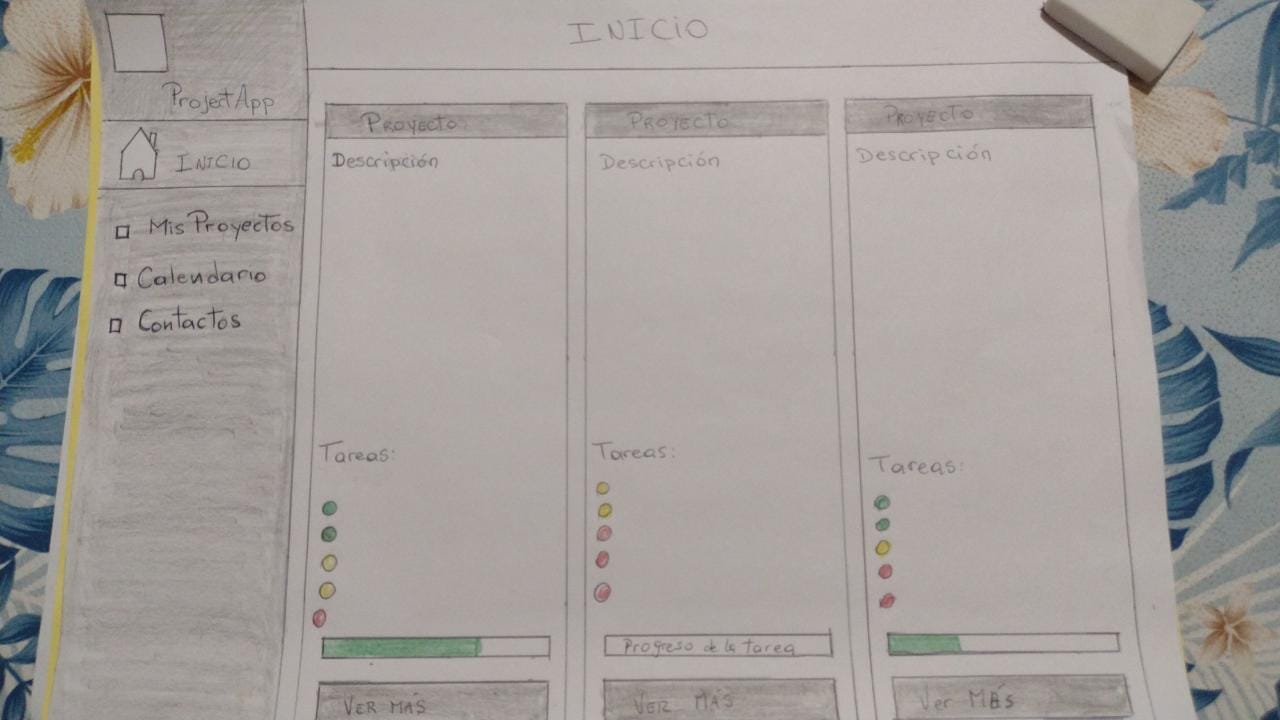 INICIO
ProjectApp
INICIO
Mis Proyectos
Calendario
Contactos
PROYECTO
Descripción
Tareas:
VER MÁS
PROYECTO
Descripción
Tareas:
Progreso de la tarea
VER MÁS
PROYECTO
Descripción
Tareas:
Ver MÁS